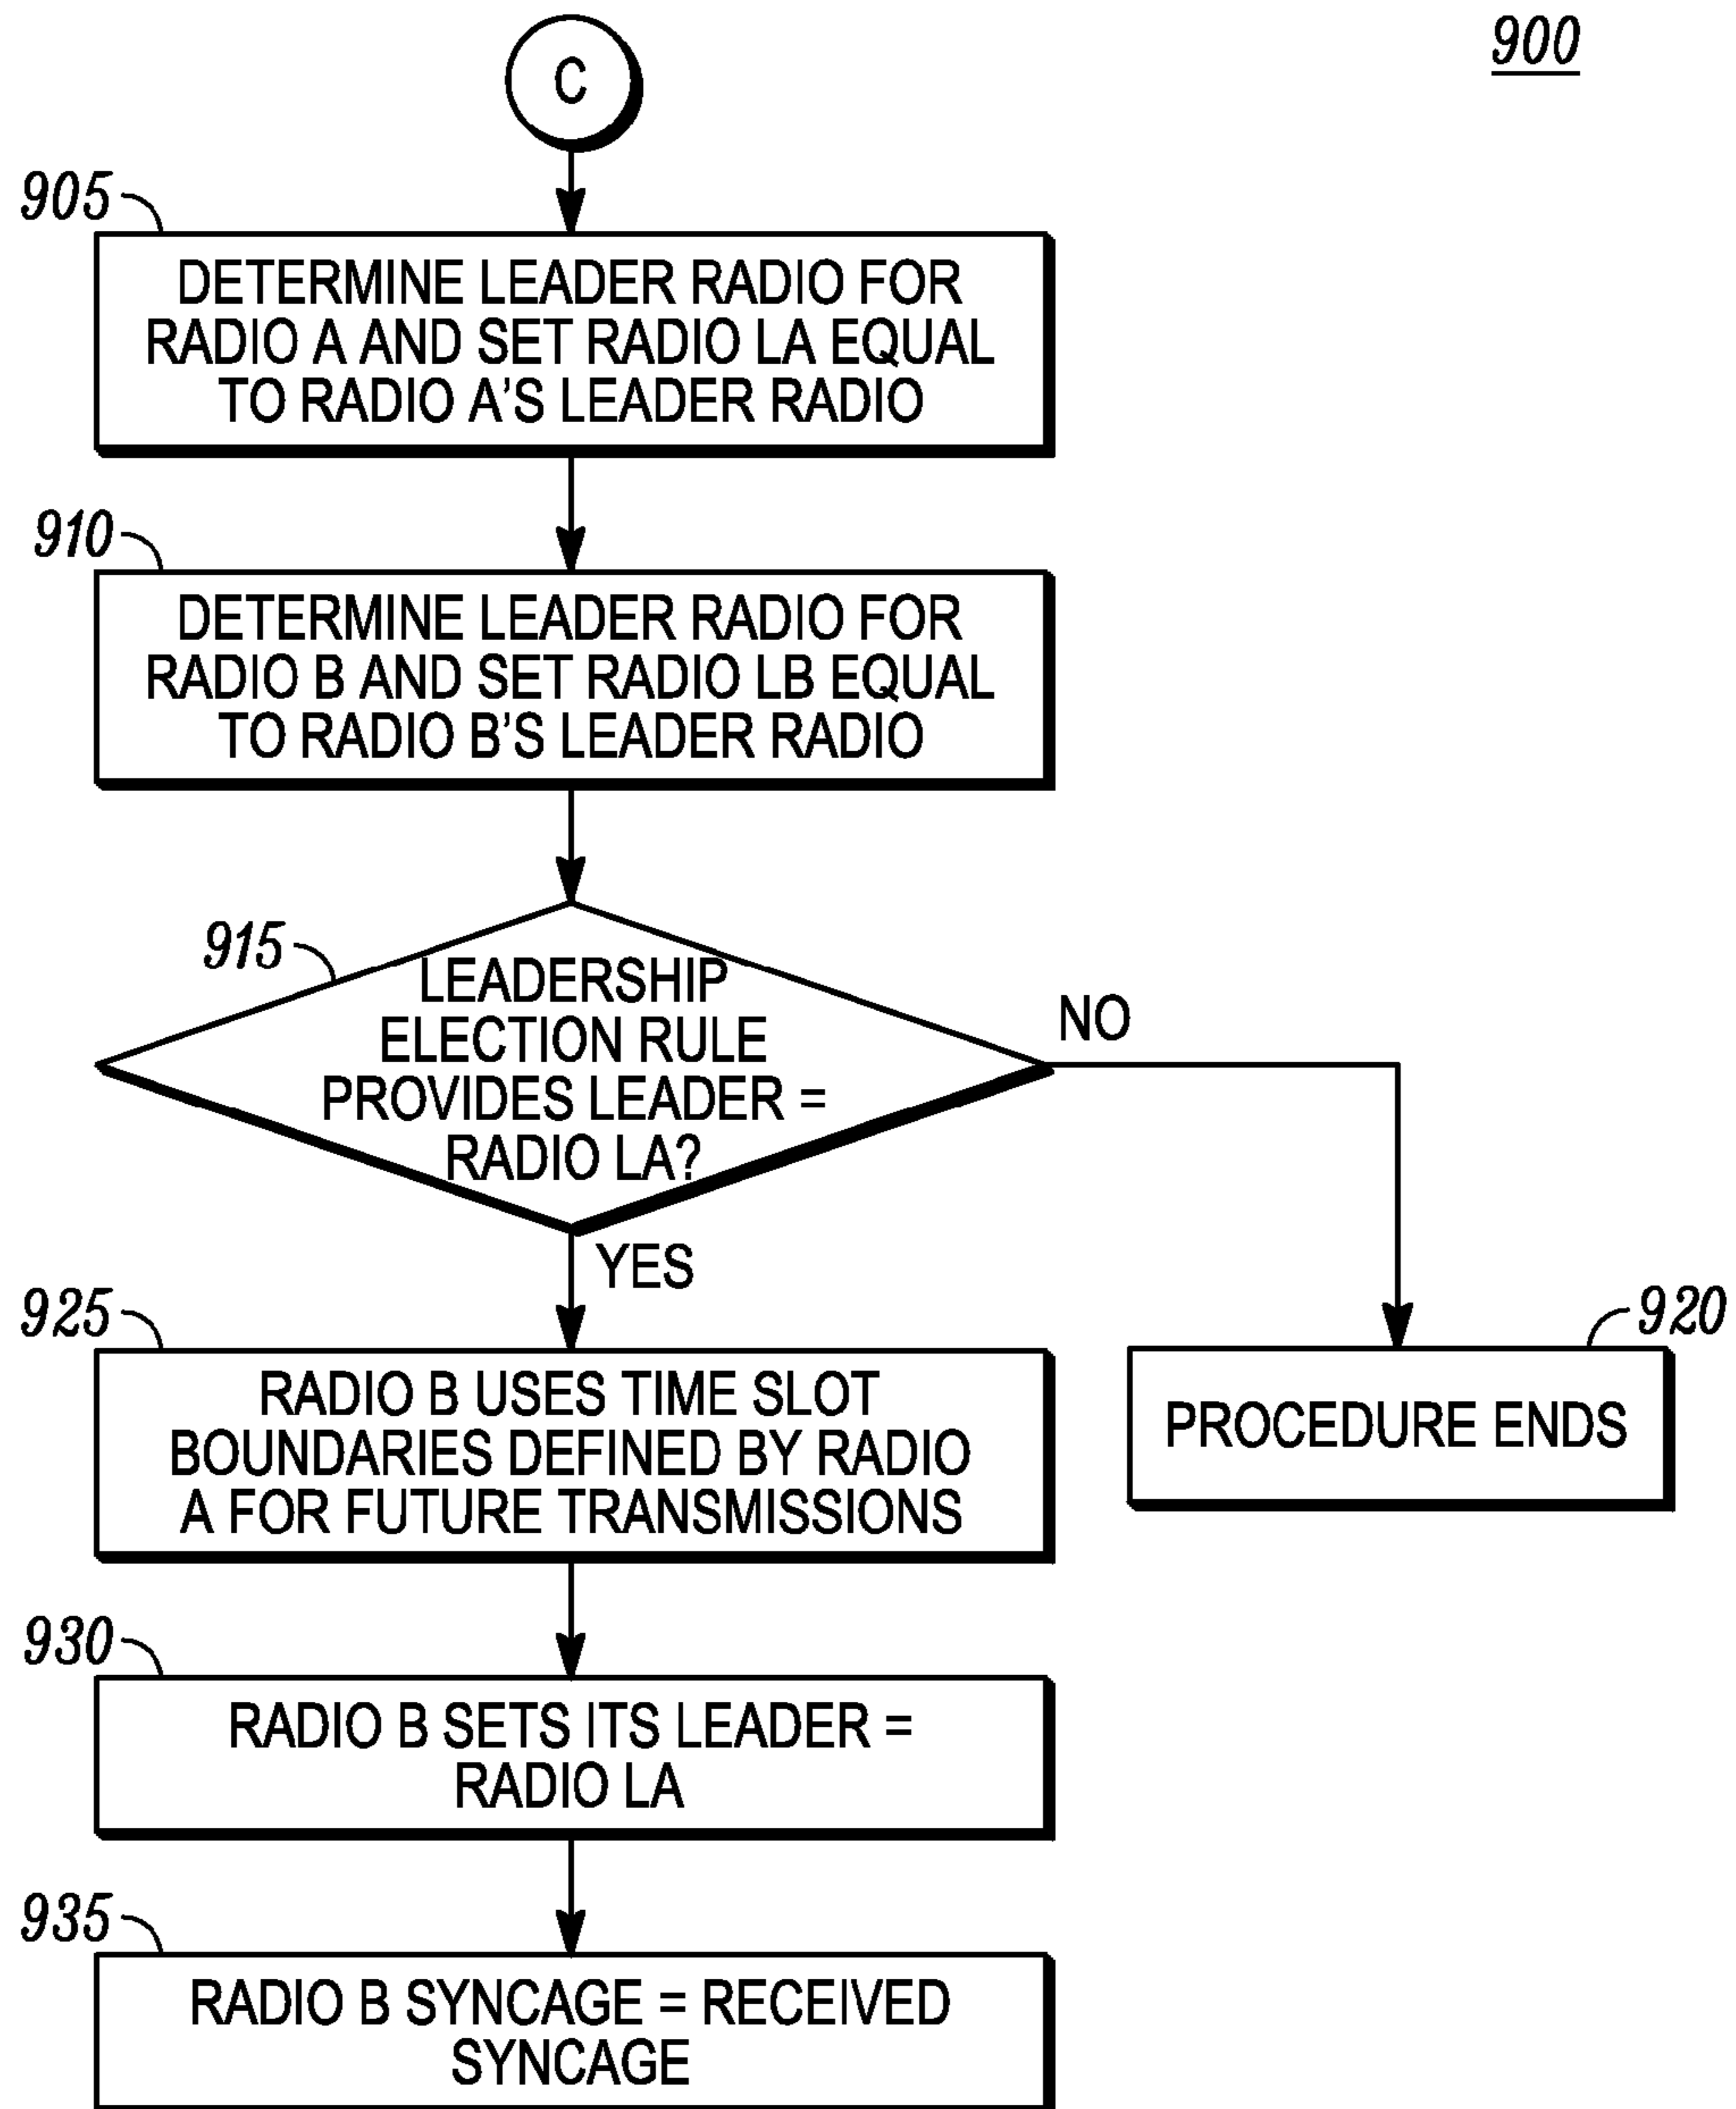 900
C
905
DETERMINE LEADER RADIO FOR
RADIO A AND SET RADIO LA EQUAL
TO RADIO A'S LEADER RADIO
910
DETERMINE LEADER RADIO FOR
RADIO B AND SET RADIO LB EQUAL
TO RADIO B'S LEADER RADIO
915
LEADERSHIP
ELECTION RULE
PROVIDES LEADER =
RADIO LA?
NO
YES
925
RADIO B USES TIME SLOT
BOUNDARIES DEFINED BY RADIO
A FOR FUTURE TRANSMISSIONS
920
PROCEDURE ENDS
930
RADIO B SETS ITS LEADER =
RADIO LA
935
RADIO B SYNCAGE = RECEIVED
SYNCAGE